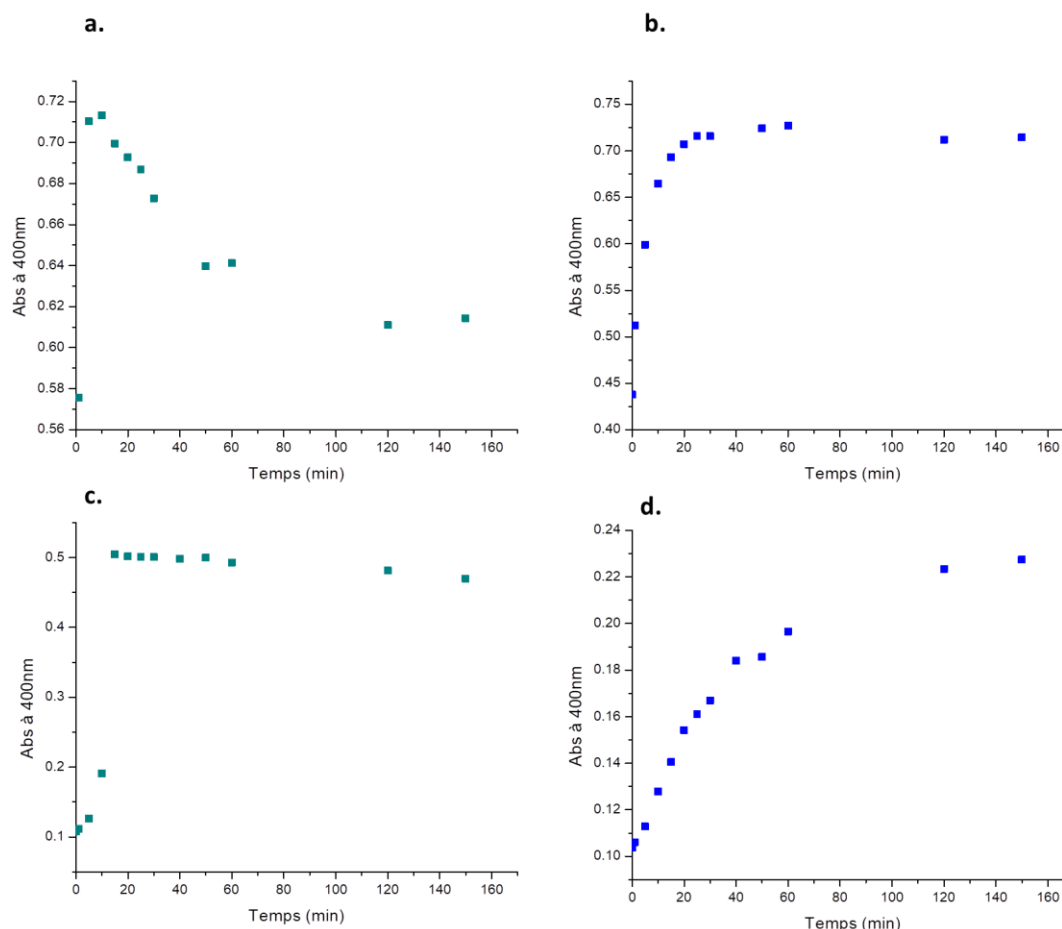 a.
0.72
0.70
0.68
0.66
0.64
0.62
0.60
0.58
0.56
Abs à 400nm
0 20 40 60 80 100 120 140 160
Temps (min)
b.
0.75
0.70
0.65
0.60
0.55
0.50
0.45
0.40
Abs à 400nm
0 20 40 60 80 100 120 140 160
Temps (min)
c.
0.5
0.4
0.3
0.2
0.1
Abs à 400nm
0 20 40 60 80 100 120 140 160
Temps (min)
d.
0.24
0.22
0.20
0.18
0.16
0.14
0.12
0.10
Abs à 400nm
0 20 40 60 80 100 120 140 160
Temps (min)